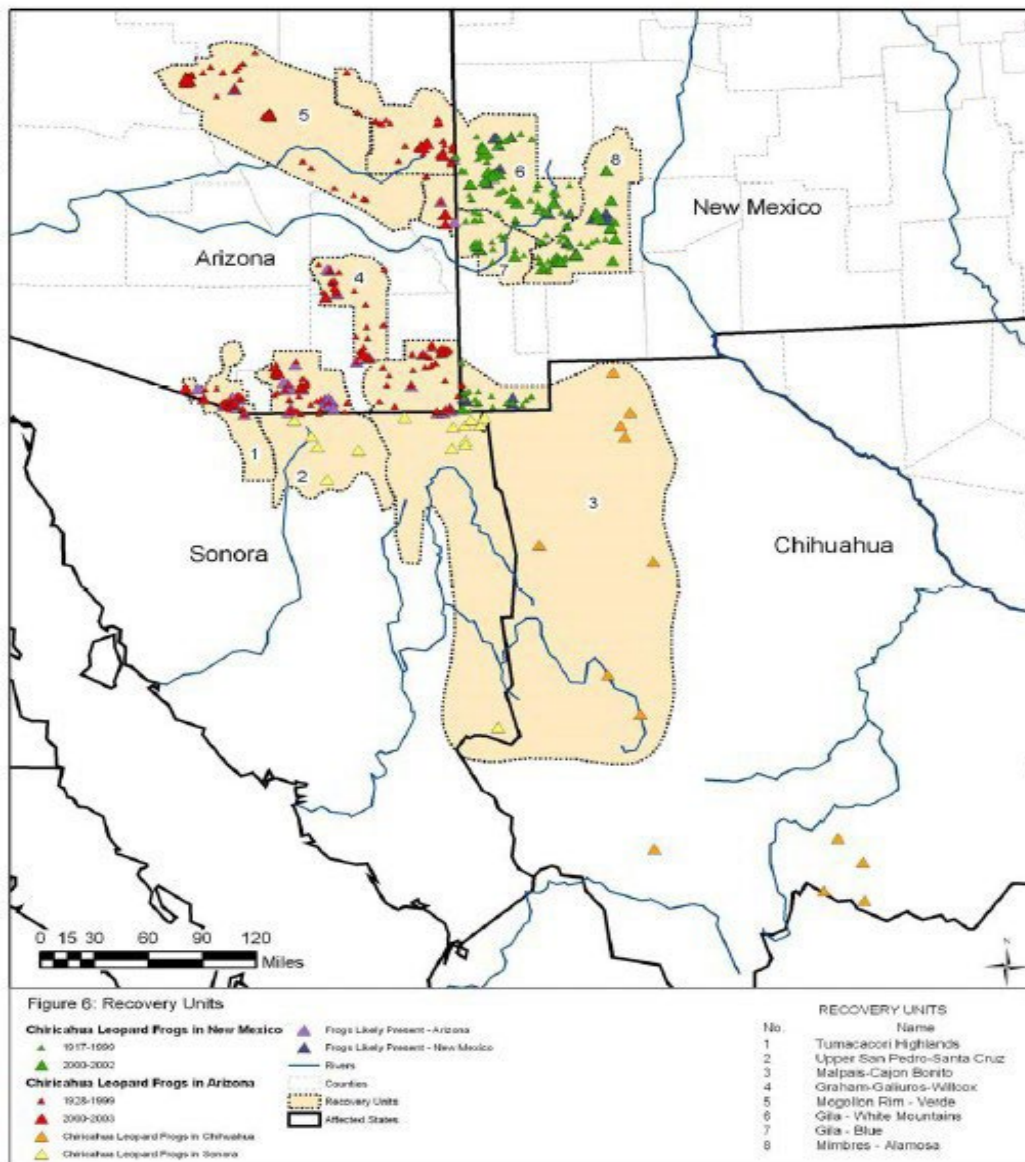 5
8
6
New Mexico
Arizona
7
4
1
2
3
Sonora
Chihuahua
0 15 30 60 90 120
Miles
N
Figure 6: Recovery Units
Chiricahua Leopard Frogs in New Mexico
1917-1999
2000-2002
Chiricahua Leopard Frogs in Arizona
1928-1999
2000-2003
Chiricahua Leopard Frogs in Chihuahua
Chiricahua Leopard Frogs in Sonora
Frogs Likely Present - Arizona
Frogs Likely Present - New Mexico
Rivers
Counties
Recovery Units
Affected States
RECOVERY UNITS
No. Name
1 Tumacacori Highlands
2 Upper San Pedro-Santa Cruz
3 Malpais-Cajon Bonito
4 Graham-Galiuros-Willcox
5 Mogollon Rim - Verde
6 Gila - White Mountains
7 Gila - Blue
8 Mimbres - Alamosa